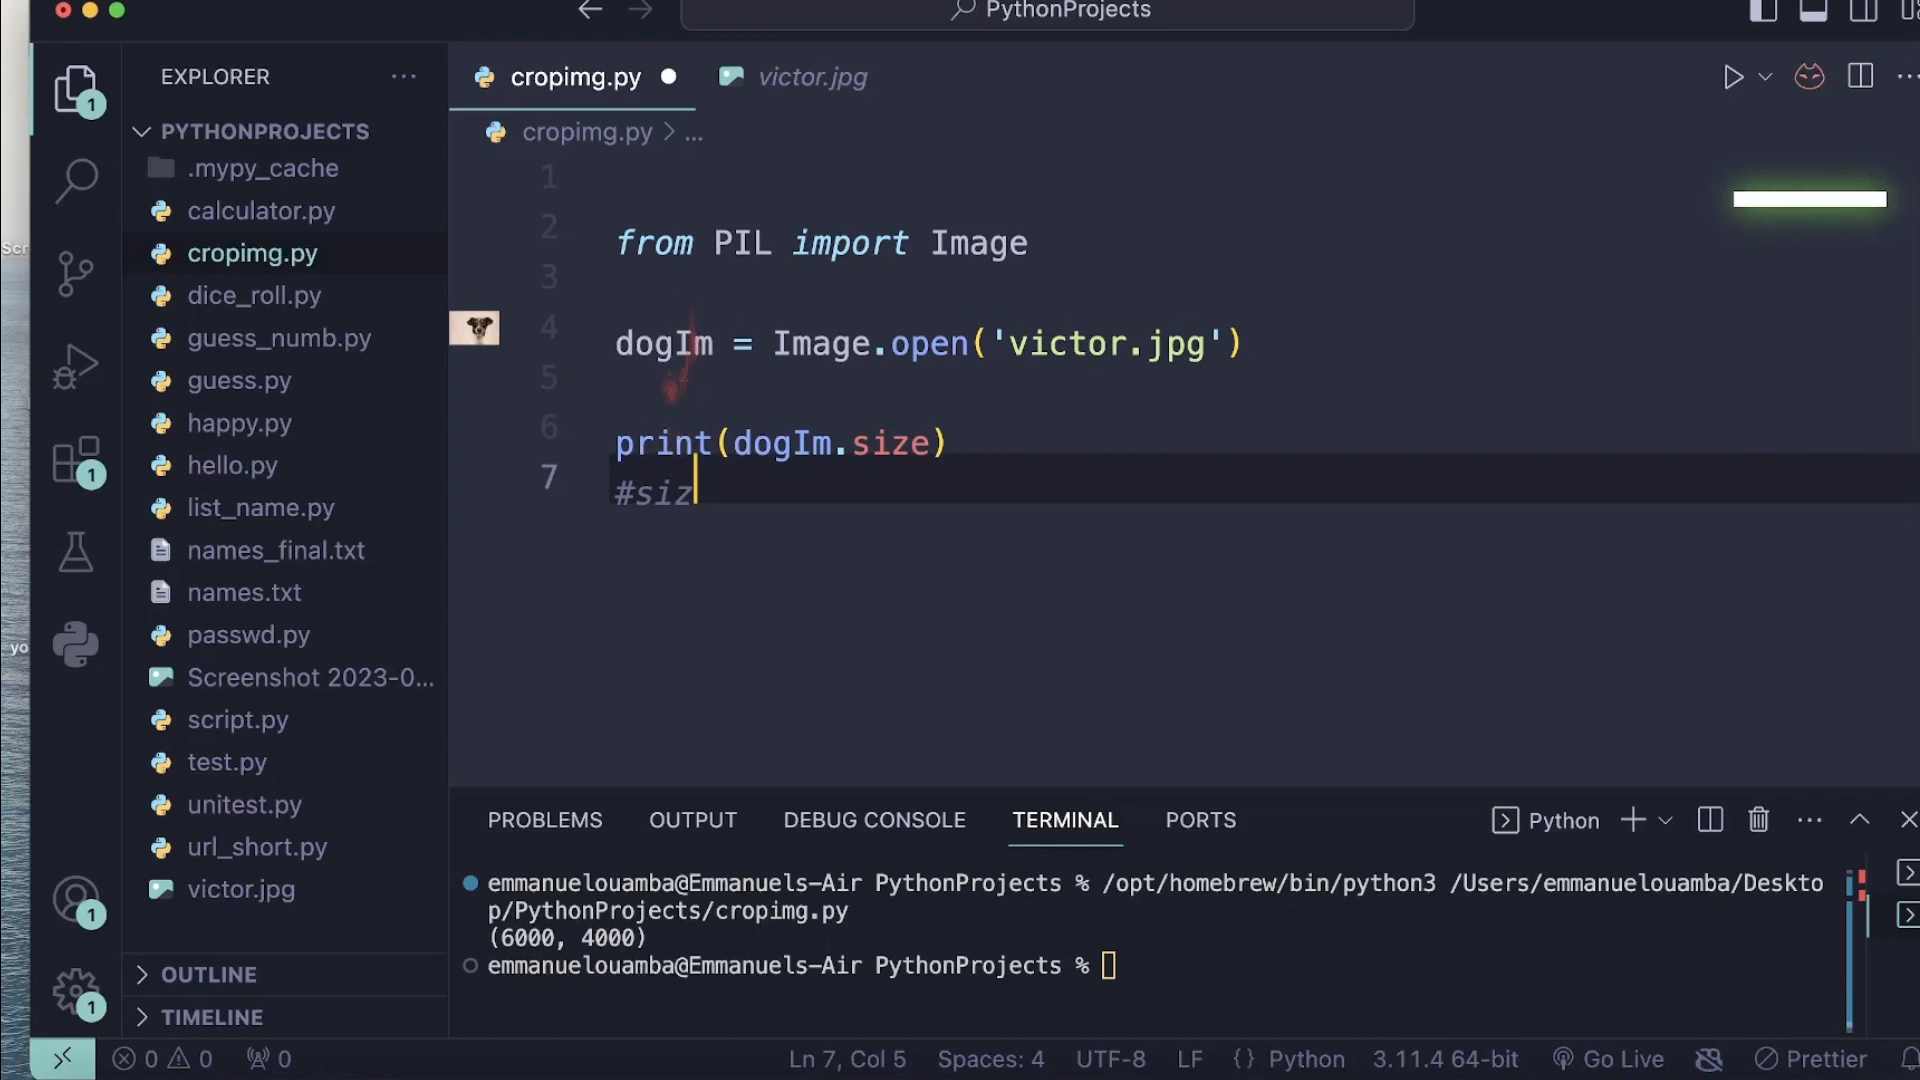 PythonProjects
EXPLORER
cropimg.py
victor.jpg
PYTHONPROJECTS
cropimg.py > ...
.mypy_cache
calculator.py
cropimg.py
dice_roll.py
guess_numb.py
guess.py
happy.py
hello.py
list_name.py
names_final.txt
names.txt
passwd.py
Screenshot 2023-0...
script.py
test.py
unitest.py
url_short.py
victor.jpg
OUTLINE
TIMELINE
Scr
yo
1
1
1
1
1
2
3
4
5
6
7
from PIL import Image
dogIm = Image.open('victor.jpg')
print(dogIm.size)
#siz
PROBLEMS OUTPUT DEBUG CONSOLE TERMINAL PORTS
Python
emmanuelouamba@Emmanuels-Air PythonProjects % /opt/homebrew/bin/python3 /Users/emmanuelouamba/Deskto
p/PythonProjects/cropimg.py
(6000, 4000)
emmanuelouamba@Emmanuels-Air PythonProjects %
0 0 0 Ln 7, Col 5 Spaces: 4 UTF-8 LF {} Python 3.11.4 64-bit Go Live Prettier